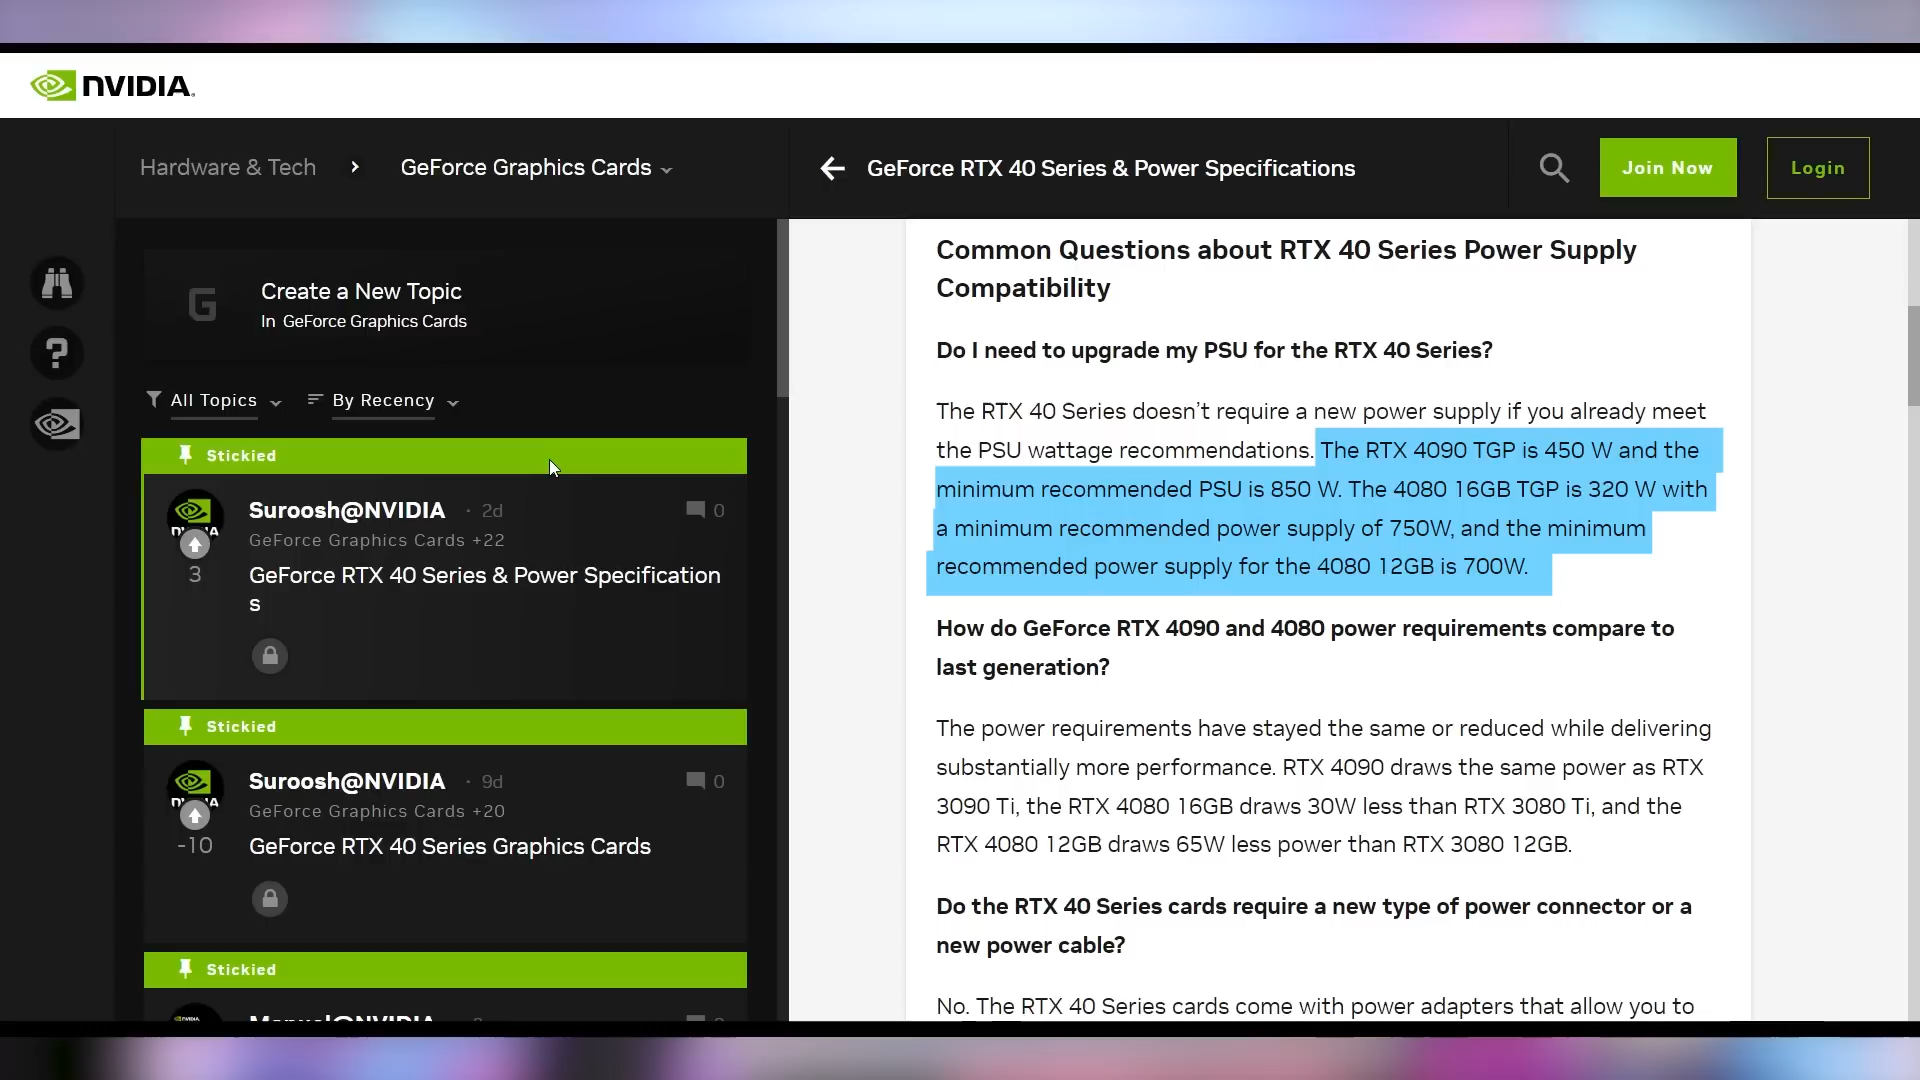 NVIDIA.
Hardware & Tech
GeForce Graphics Cards
GeForce RTX 40 Series & Power Specifications
Join Now
Login
Create a New Topic
In GeForce Graphics Cards
All Topics
By Recency
Stickied
Suroosh@NVIDIA · 2d
0
GeForce Graphics Cards +22
3
GeForce RTX 40 Series & Power Specification
s
Stickied
Suroosh@NVIDIA · 9d
0
GeForce Graphics Cards +20
-10
GeForce RTX 40 Series Graphics Cards
Stickied
Common Questions about RTX 40 Series Power Supply
Compatibility
Do I need to upgrade my PSU for the RTX 40 Series?
The RTX 40 Series doesn’t require a new power supply if you already meet
the PSU wattage recommendations. The RTX 4090 TGP is 450 W and the
minimum recommended PSU is 850 W. The 4080 16GB TGP is 320 W with
a minimum recommended power supply of 750W, and the minimum
recommended power supply for the 4080 12GB is 700W.
How do GeForce RTX 4090 and 4080 power requirements compare to
last generation?
The power requirements have stayed the same or reduced while delivering
substantially more performance. RTX 4090 draws the same power as RTX
3090 Ti, the RTX 4080 16GB draws 30W less than RTX 3080 Ti, and the
RTX 4080 12GB draws 65W less power than RTX 3080 12GB.
Do the RTX 40 Series cards require a new type of power connector or a
new power cable?
No. The RTX 40 Series cards come with power adapters that allow you to